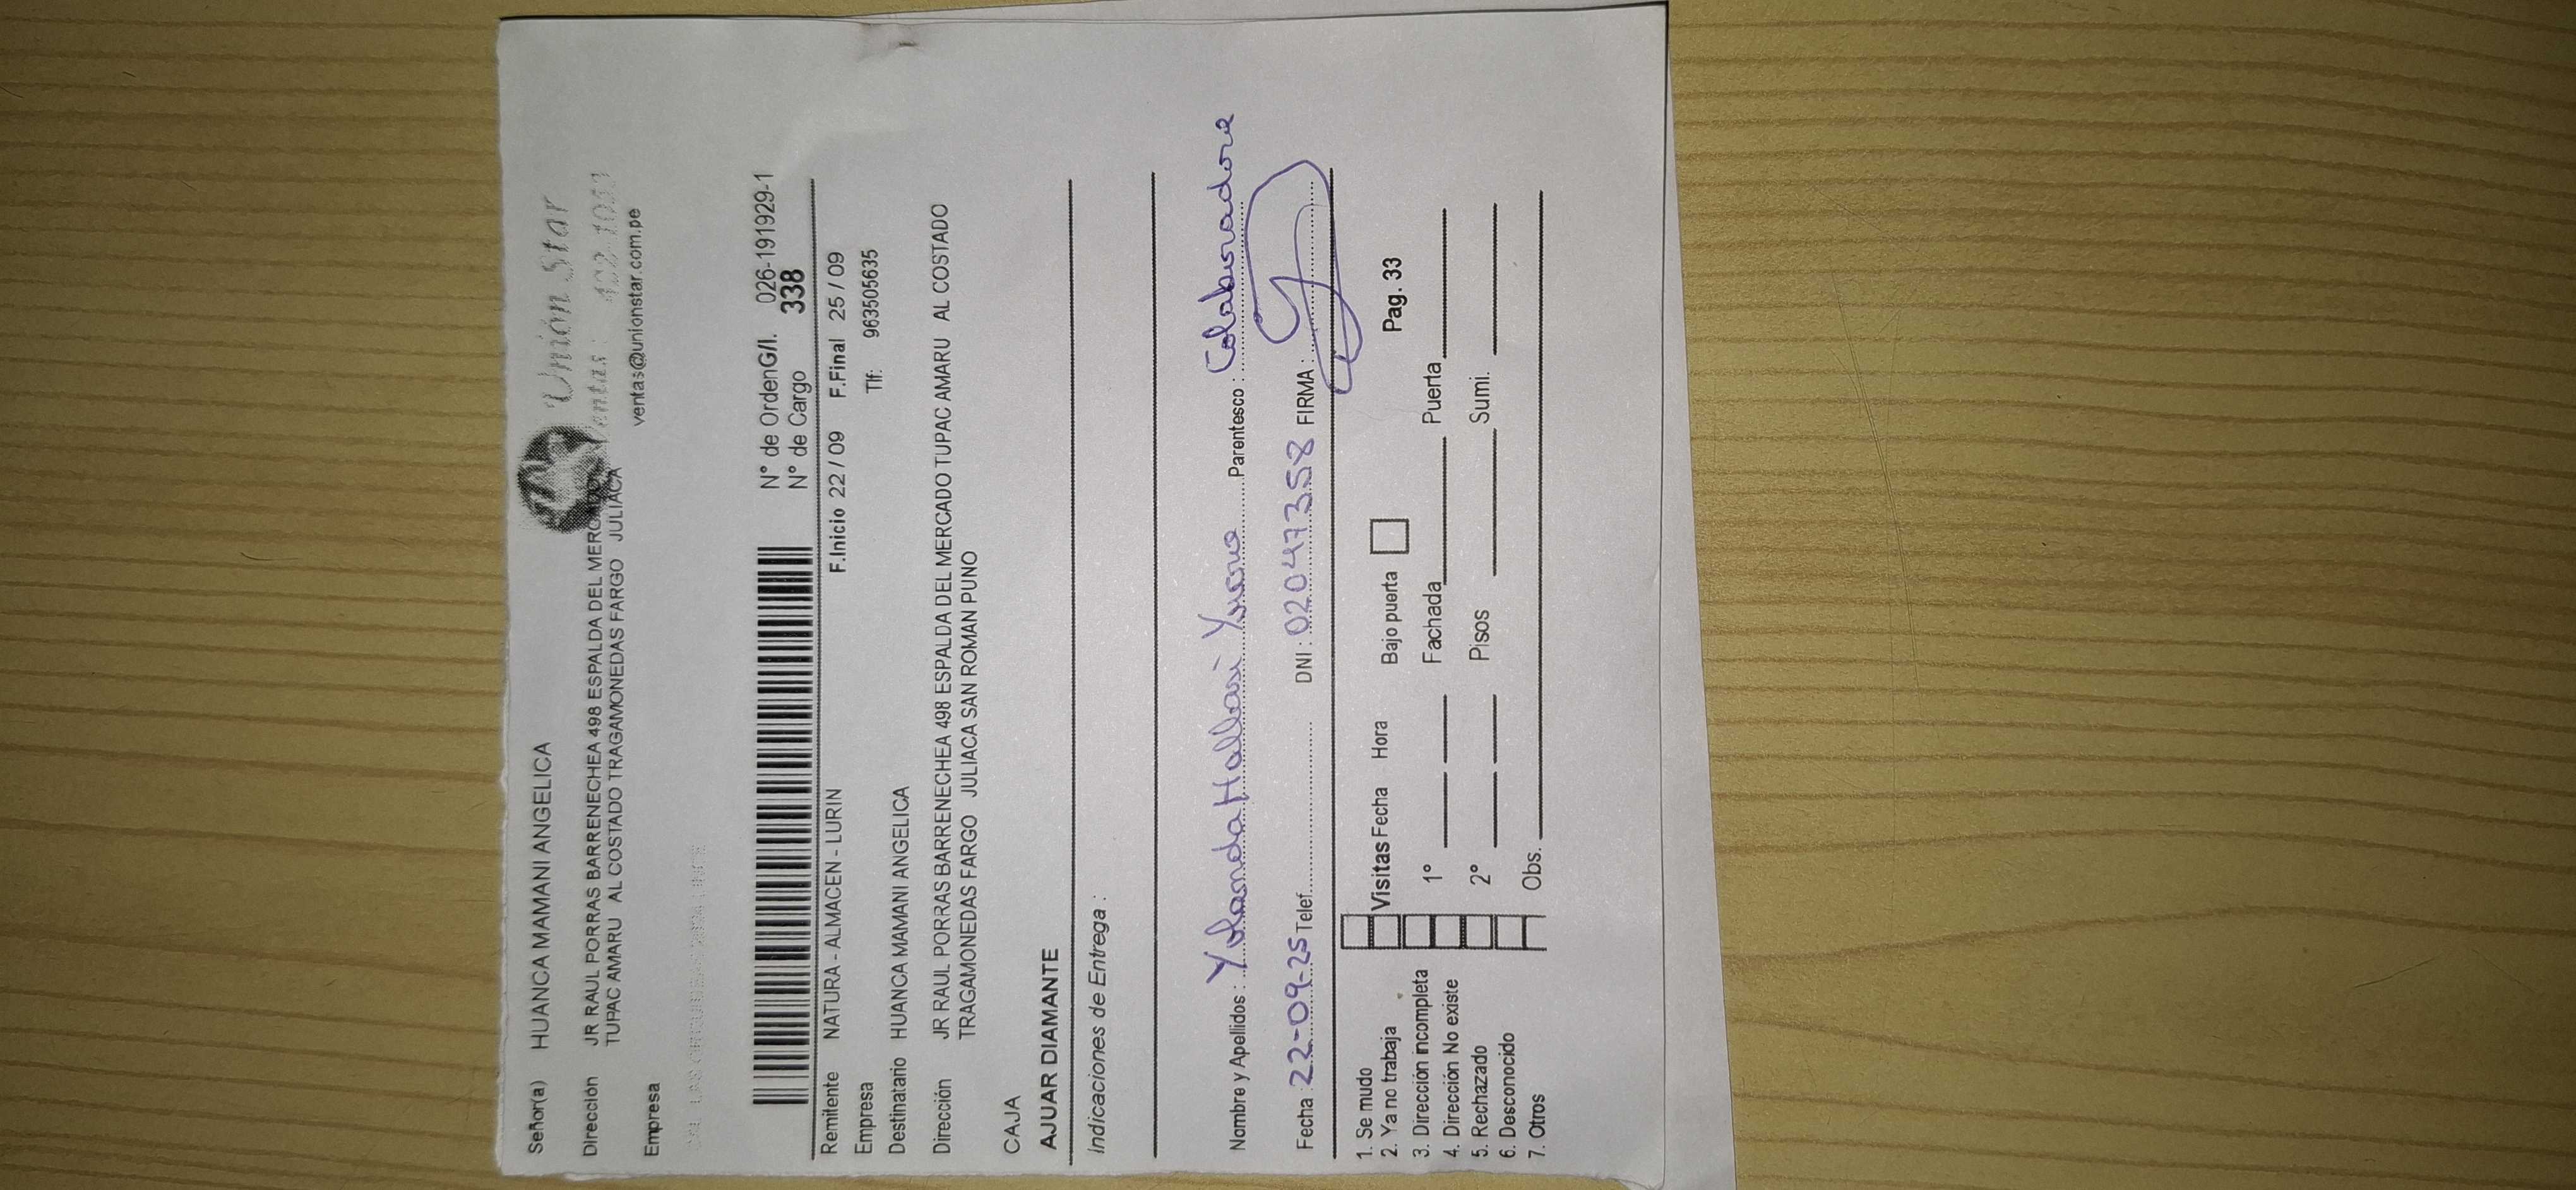 Señor(a) HUANCA MAMANI ANGELICA
Unión Star
Dirección JR RAUL PORRAS BARRENECHEA 498 ESPALDA DEL MERCADO
TUPAC AMARU AL COSTADO TRAGAMONEDAS FARGO JULIACA
Ventas :
ventas@unionstar.com.pe
Empresa
N° de OrdenG/I. 026-191929-1
N° de Cargo 338
Remitente NATURA - ALMACEN - LURIN F.Inicio 22 / 09 F.Final 25 / 09
Empresa Tlf: 963505635
Destinatario HUANCA MAMANI ANGELICA
Dirección JR RAUL PORRAS BARRENECHEA 498 ESPALDA DEL MERCADO TUPAC AMARU AL COSTADO
TRAGAMONEDAS FARGO JULIACA SAN ROMAN PUNO
CAJA
AJUAR DIAMANTE
Indicaciones de Entrega :
Nombre y Apellidos : Yolanda Hallasi Parentesco : Colaboradora
Fecha : 22-09-25 Telef. DNI : 02047358 FIRMA :
1. Se mudo
2. Ya no trabaja Visitas Fecha Hora Bajo puerta Pag. 33
3. Dirección incompleta 1° Fachada Puerta
4. Dirección No existe
5. Rechazado 2° Pisos Sumi.
6. Desconocido
7. Otros Obs.